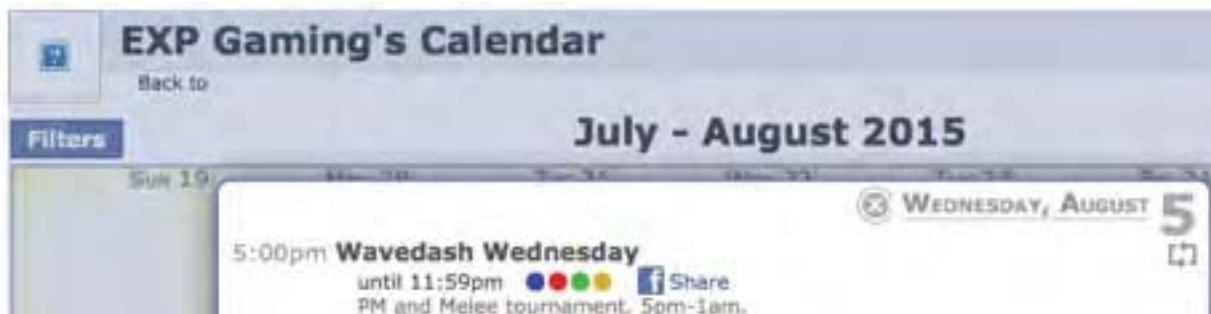 EXP Gaming's Calendar
Back to
Filters
July - August 2015
Sun 19
WEDNESDAY, AUGUST 5
5:00pm Wavedash Wednesday
until 11:59pm Share
PM and Melee tournament. 5pm-1am.